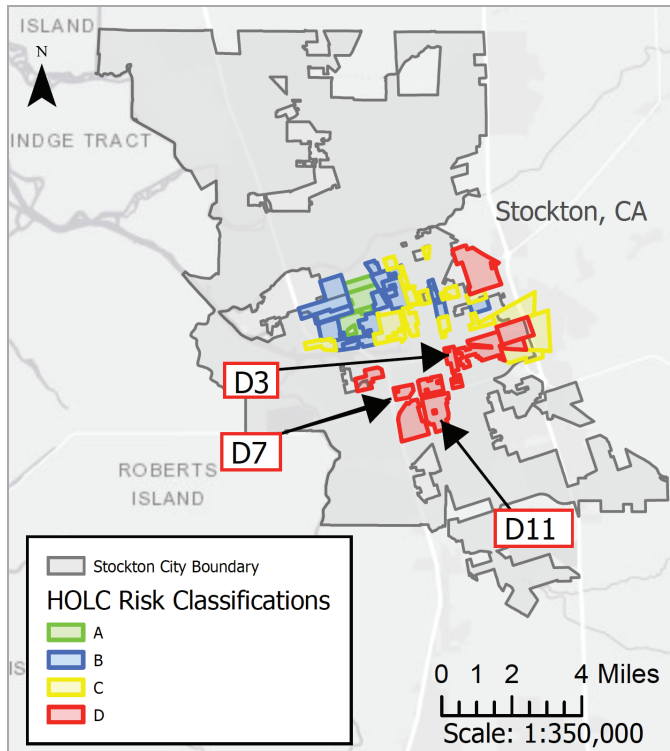 ISLAND
N
INDGE TRACT
Stockton, CA
D3
D7
ROBERTS
ISLAND
D11
IS
Stockton City Boundary
HOLC Risk Classifications
A
B
C
D
0 1 2 4 Miles
Scale: 1:350,000